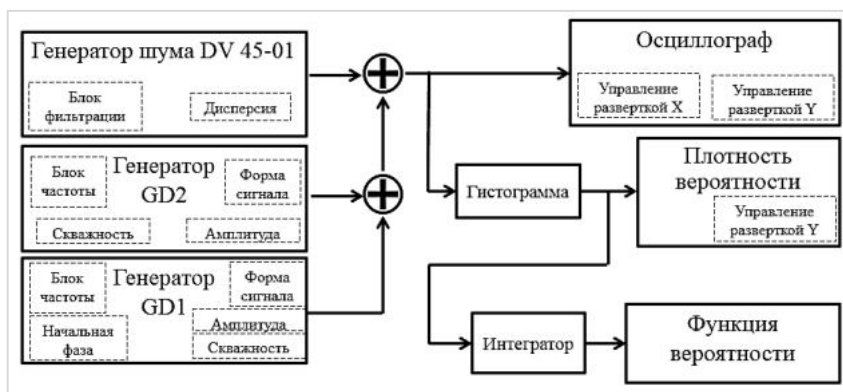 Генератор шума DV 45-01
Блок
фильтрации
Дисперсия
Генератор
GD2
Блок
частоты
Форма
сигнала
Скважность
Амплитуда
Генератор
GD1
Блок
частоты
Форма
сигнала
Начальная
фаза
Амплитуда
Скважность
Осциллограф
Управление
разверткой X
Управление
разверткой Y
Гистограмма
Плотность
вероятности
Управление
разверткой Y
Интегратор
Функция
вероятности